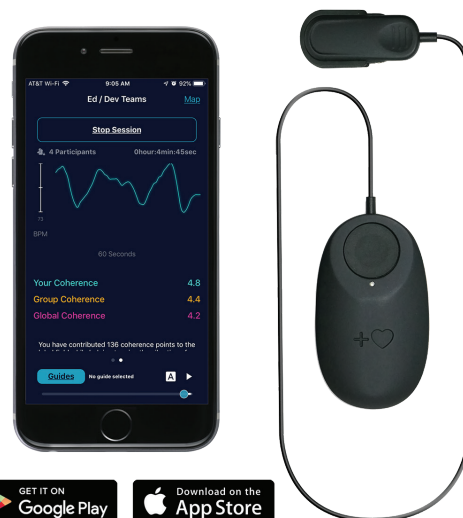 AT&T Wi-Fi 9:05 AM 92%
Ed / Dev Teams Map
Stop Session
4 Participants 0hour:4min:45sec
72
BPM
60 Seconds
Your Coherence 4.8
Group Coherence 4.4
Global Coherence 4.2
You have contributed 136 coherence points to the
Guides No guide selected A
GET IT ON
Google Play
Download on the
App Store